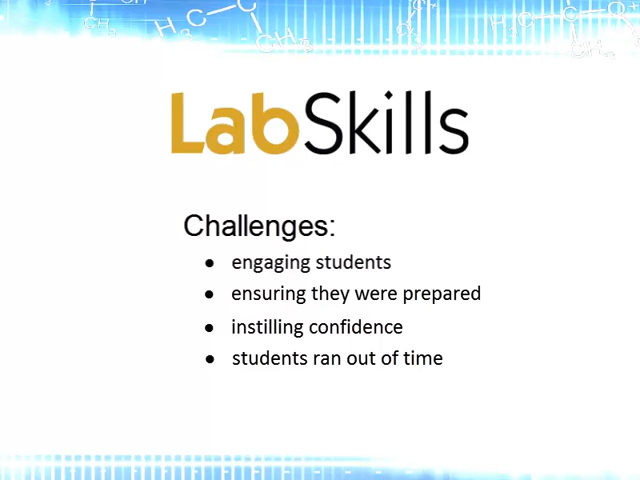 LabSkills
Challenges:
• engaging students
• ensuring they were prepared
• instilling confidence
• students ran out of time